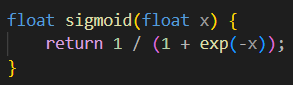 float sigmoid(float x) {
    return 1 / (1 + exp(-x));
}